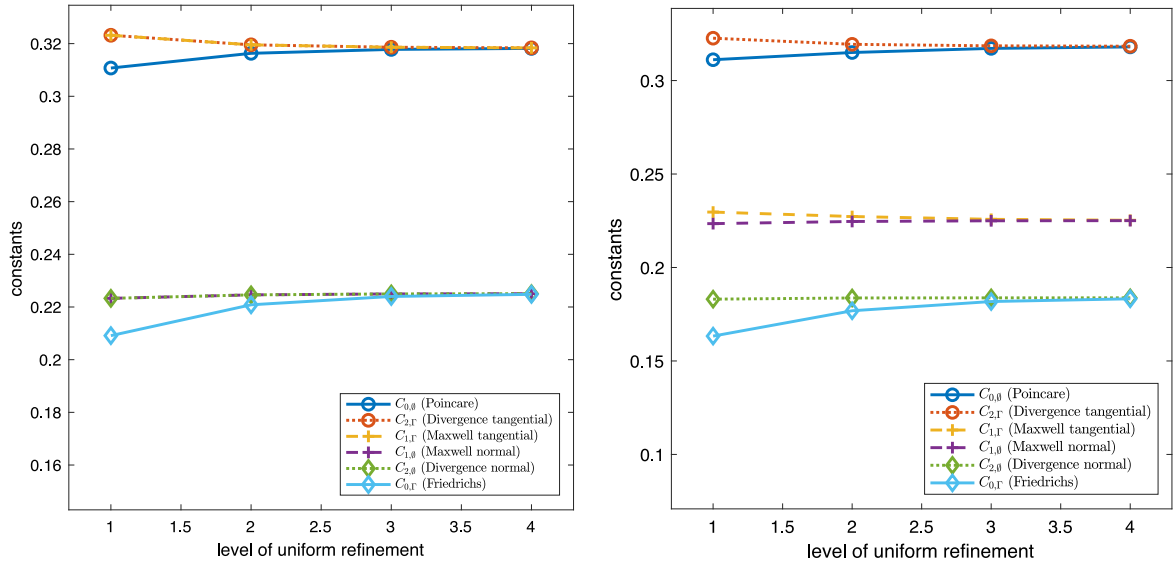 0.32
0.3
0.28
0.26
0.24
0.22
0.2
0.18
0.16
constants
1 1.5 2 2.5 3 3.5 4
level of uniform refinement
C0,∅ (Poincare)
C2,Γ (Divergence tangential)
C1,Γ (Maxwell tangential)
C1,∅ (Maxwell normal)
C2,∅ (Divergence normal)
C0,Γ (Friedrichs)
0.3
0.25
0.2
0.15
0.1
constants
1 1.5 2 2.5 3 3.5 4
level of uniform refinement
C0,∅ (Poincare)
C2,Γ (Divergence tangential)
C1,Γ (Maxwell tangential)
C1,∅ (Maxwell normal)
C2,∅ (Divergence normal)
C0,Γ (Friedrichs)